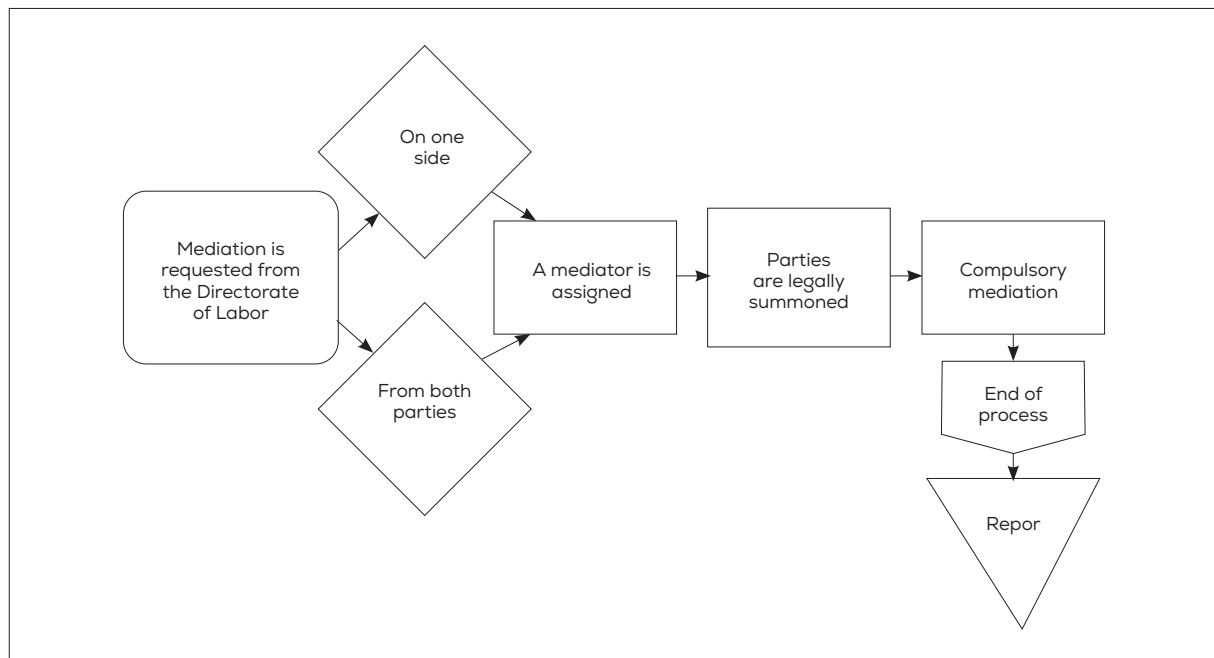 On one
side
Mediation is
requested from
the Directorate
of Labor
From both
parties
A mediator is
assigned
Parties
are legally
summoned
Compulsory
mediation
End of
process
Repor